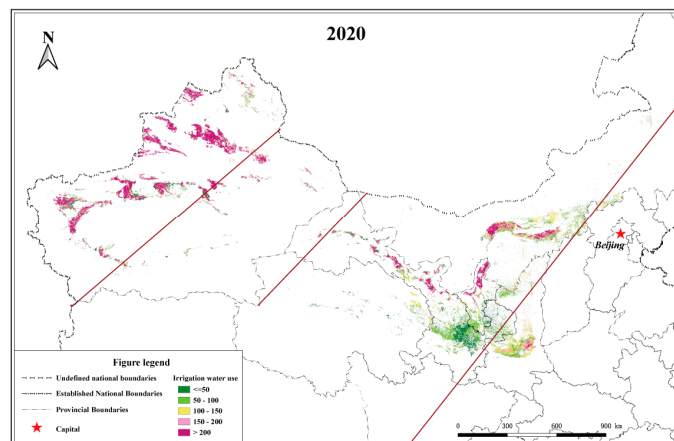 2020
N
Beijing
Figure legend
Undefined national boundaries
Established National Boundaries
Provincial Boundaries
Capital
Irrigation water use
<=50
50 - 100
100 - 150
150 - 200
> 200
0 300 600 900
km